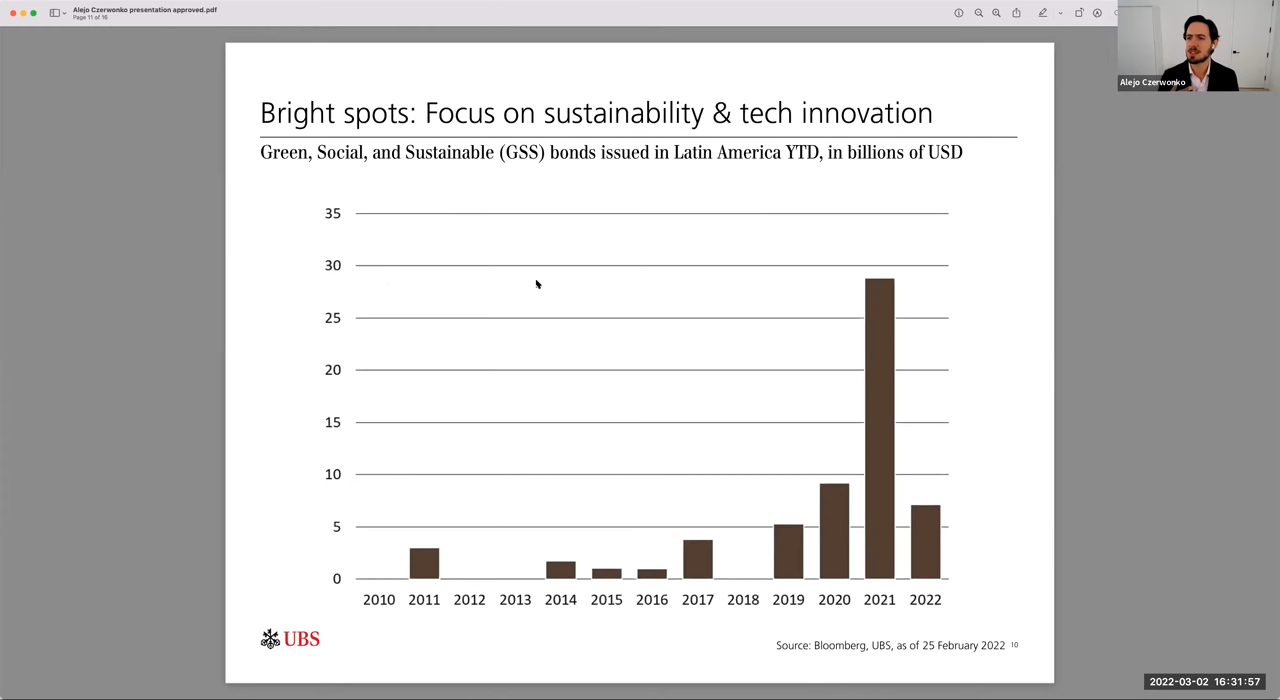 Alejo Czerwonko presentation approved.pdf
Page 11 of 16
Alejo Czerwonko
Bright spots: Focus on sustainability & tech innovation
Green, Social, and Sustainable (GSS) bonds issued in Latin America YTD, in billions of USD
35
30
25
20
15
10
5
0
2010 2011 2012 2013 2014 2015 2016 2017 2018 2019 2020 2021 2022
UBS
Source: Bloomberg, UBS, as of 25 February 2022 10
2022-03-02 16:31:57